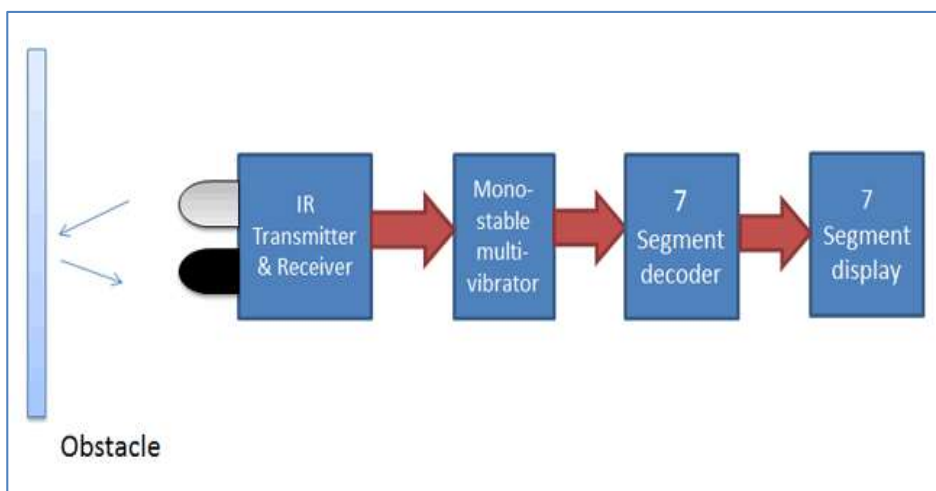 IR
Transmitter
& Receiver
Mono-
stable
multi-
vibrator
7
Segment
decoder
7
Segment
display
Obstacle